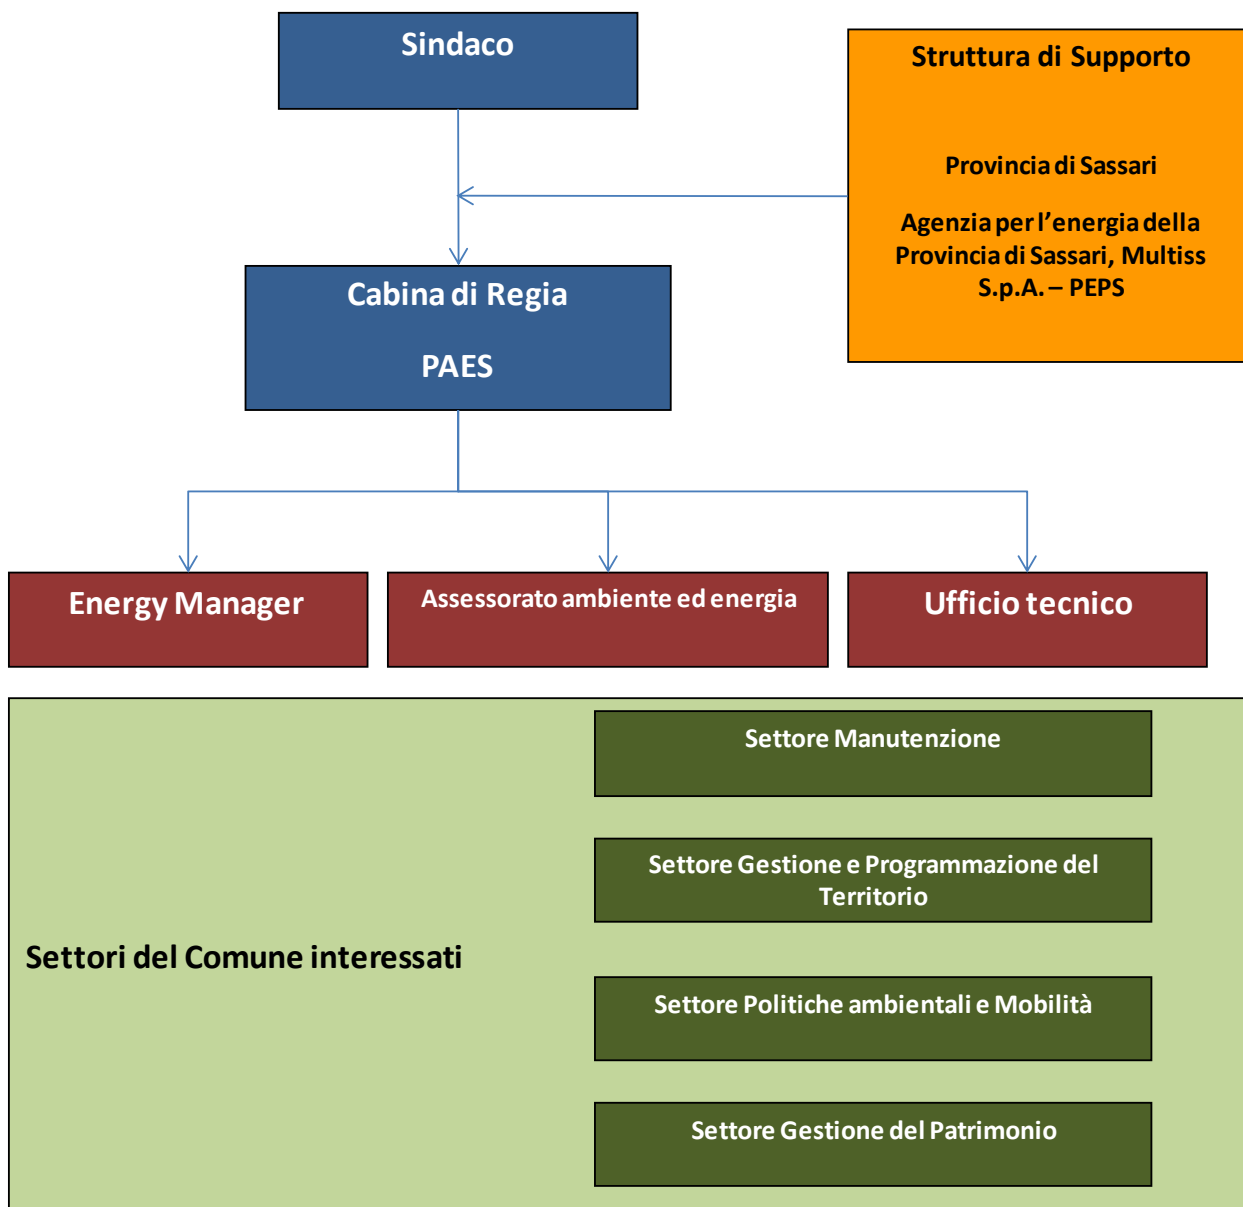 Sindaco
Struttura di Supporto
Provincia di Sassari
Agenzia per l’energia della
Provincia di Sassari, Multiss
S.p.A. – PEPS
Cabina di Regia
PAES
Energy Manager
Assessorato ambiente ed energia
Ufficio tecnico
Settori del Comune interessati
Settore Manutenzione
Settore Gestione e Programmazione del
Territorio
Settore Politiche ambientali e Mobilità
Settore Gestione del Patrimonio